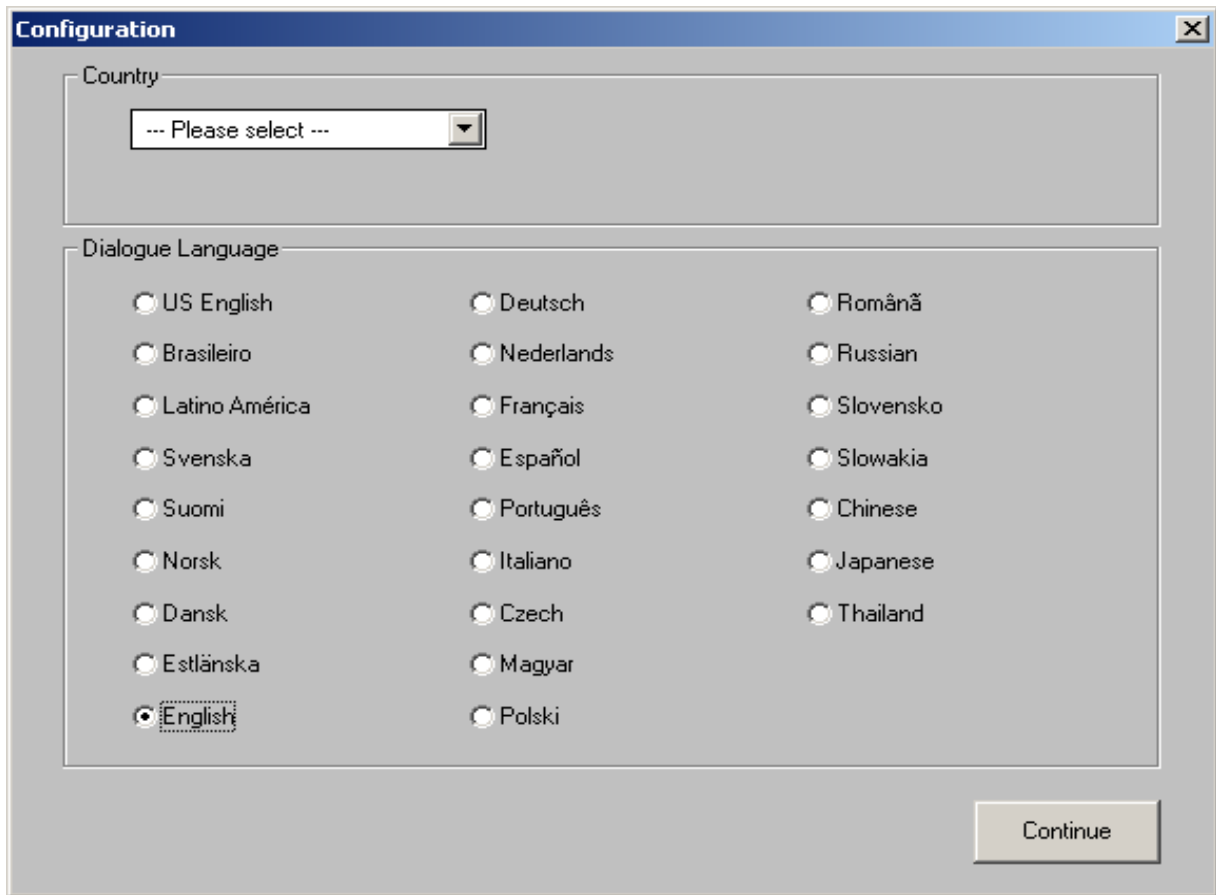 Configuration
Country
--- Please select ---
Dialogue Language
US English
Brasileiro
Latino América
Svenska
Suomi
Norsk
Dansk
Estlänska
English
Deutsch
Nederlands
Français
Español
Português
Italiano
Czech
Magyar
Polski
Românã
Russian
Slovensko
Slowakia
Chinese
Japanese
Thailand
Continue